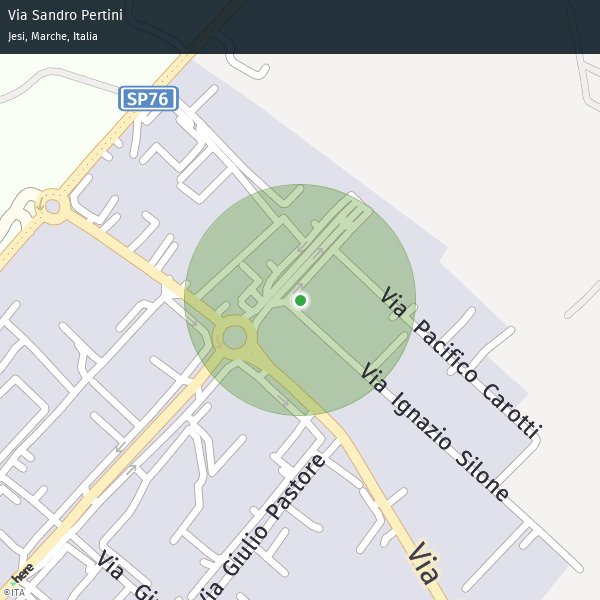 Via Sandro Pertini
Jesi, Marche, Italia
SP76
Via Pacifico Carotti
Via Ignazio Silone
Via Giulio Pastore
Via
Via Gi
here
©ITA